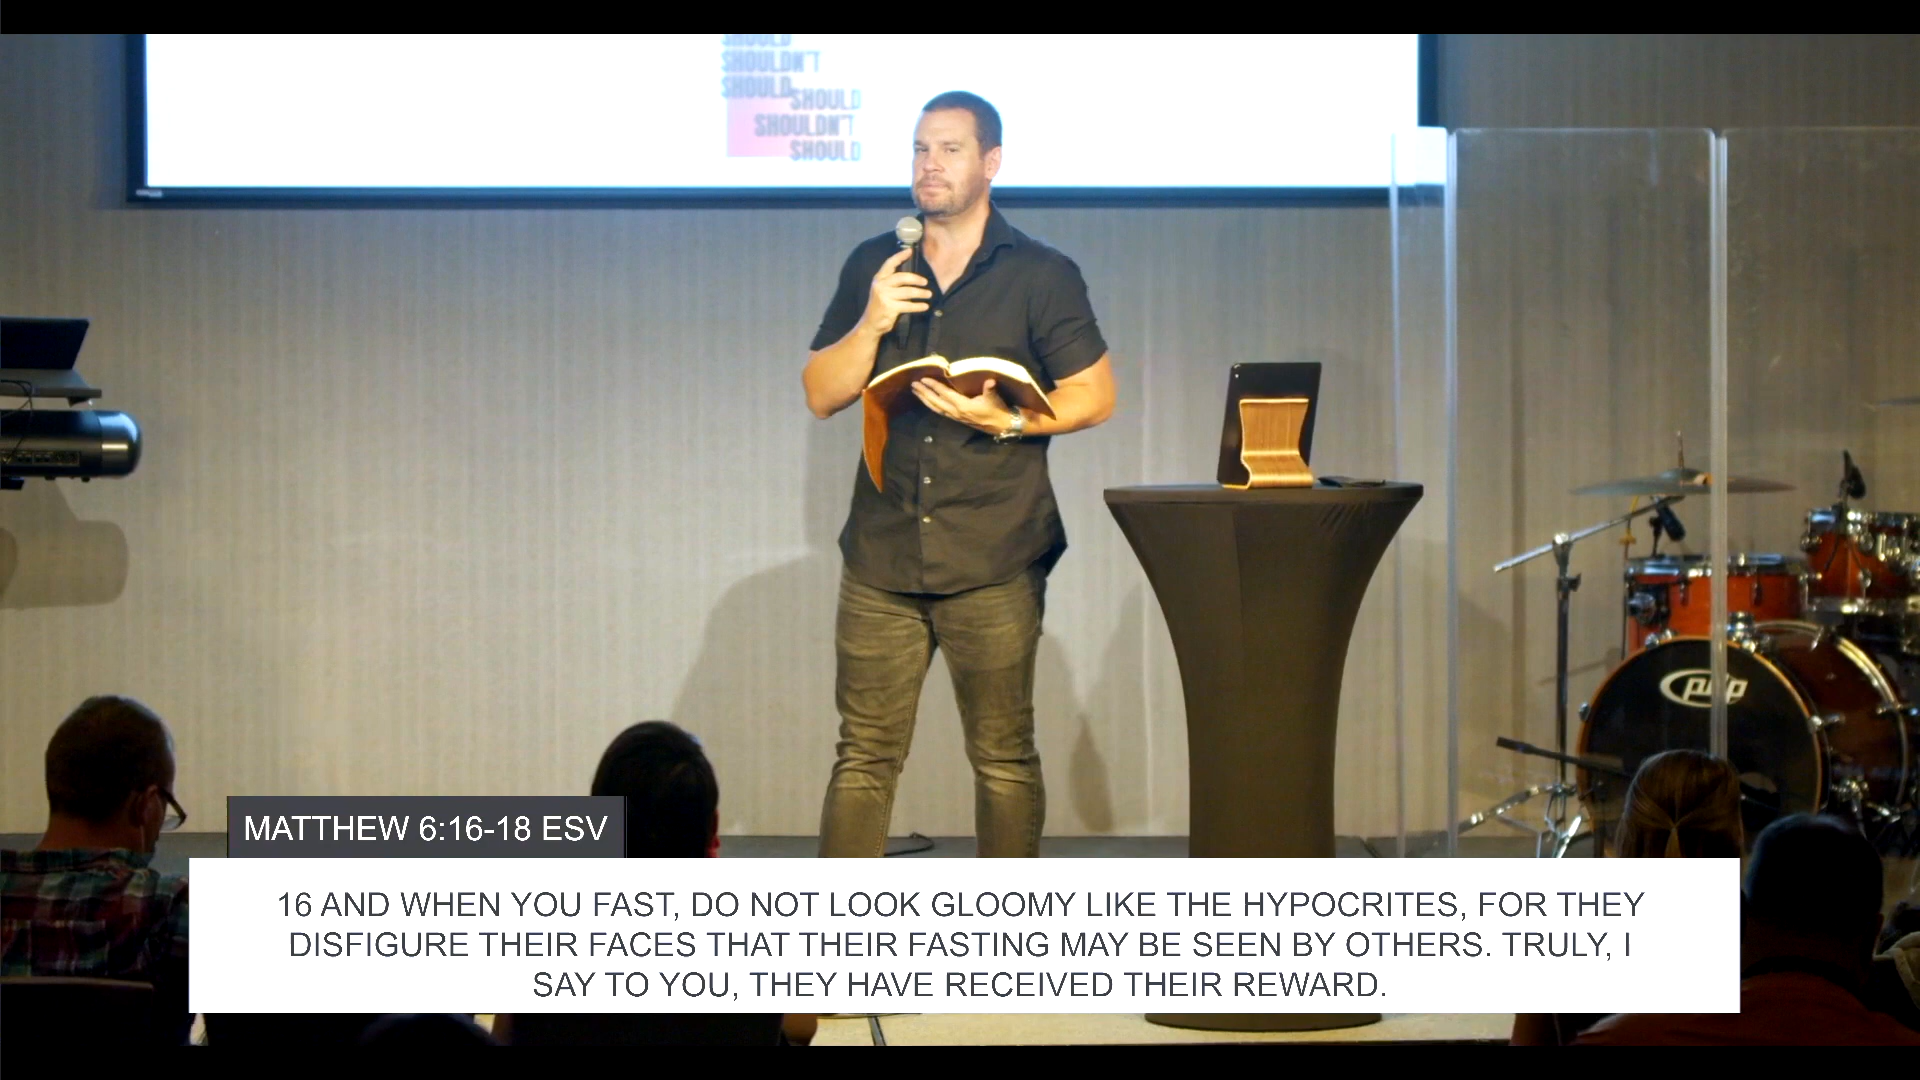 SHOULD
SHOULDN'T
SHOULD
SHOULD
SHOULDN'T
SHOULD
pdp
MATTHEW 6:16-18 ESV
16 AND WHEN YOU FAST, DO NOT LOOK GLOOMY LIKE THE HYPOCRITES, FOR THEY
DISFIGURE THEIR FACES THAT THEIR FASTING MAY BE SEEN BY OTHERS. TRULY, I
SAY TO YOU, THEY HAVE RECEIVED THEIR REWARD.